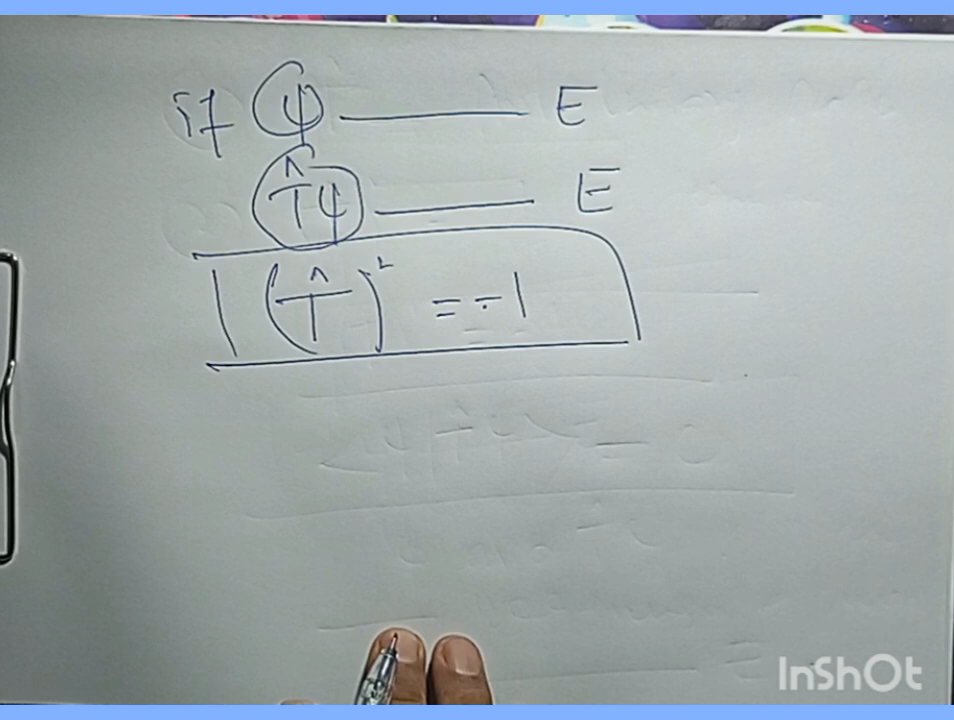 if ψ ——— E
T̂ψ ——— E
(T̂)² = -1
InShOt